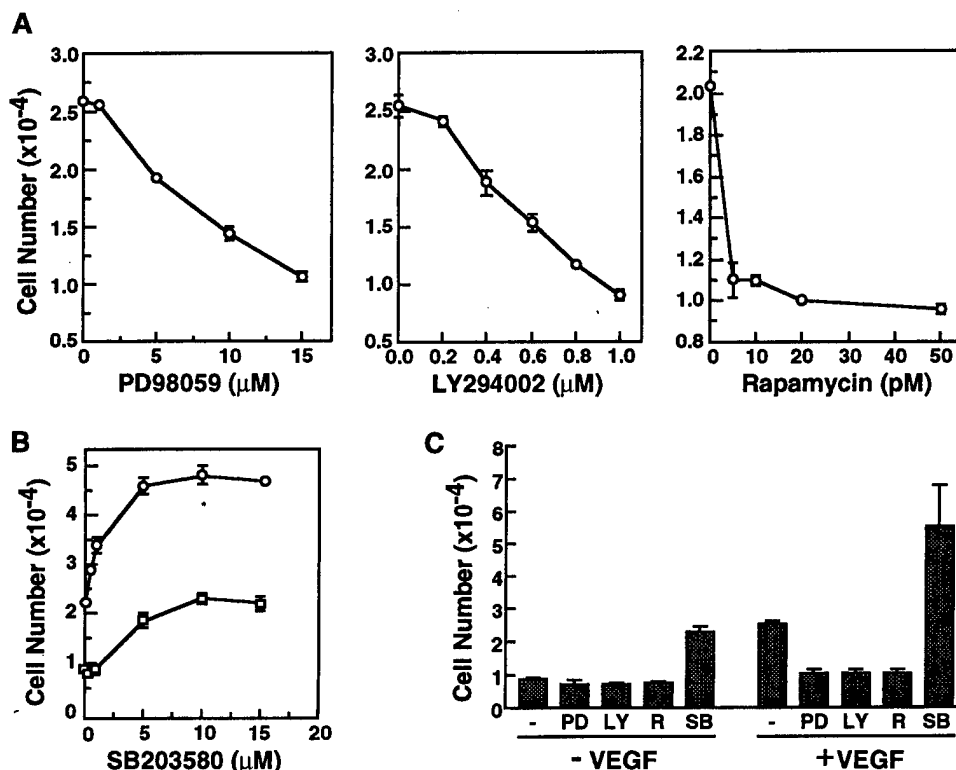 A
Cell Number (x10-4)
3.0
2.5
2.0
1.5
1.0
0.5
0 5 10 15
PD98059 (μM)
3.0
2.5
2.0
1.5
1.0
0.5
0.0 0.2 0.4 0.6 0.8 1.0
LY294002 (μM)
2.2
2.0
1.8
1.6
1.4
1.2
1.0
0.8
0 10 20 30 40 50
Rapamycin (pM)
B
Cell Number (x10-4)
5
4
3
2
1
0
0 5 10 15 20
SB203580 (μM)
C
Cell Number (x10-4)
8
7
6
5
4
3
2
1
0
- PD LY R SB - PD LY R SB
- VEGF +VEGF